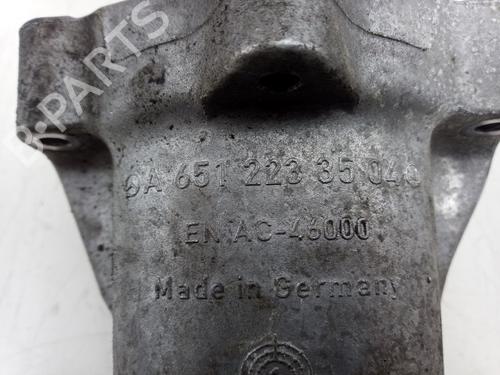 A 651 223 35 04
EN AC-46000
Made in Germany
B-PARTS